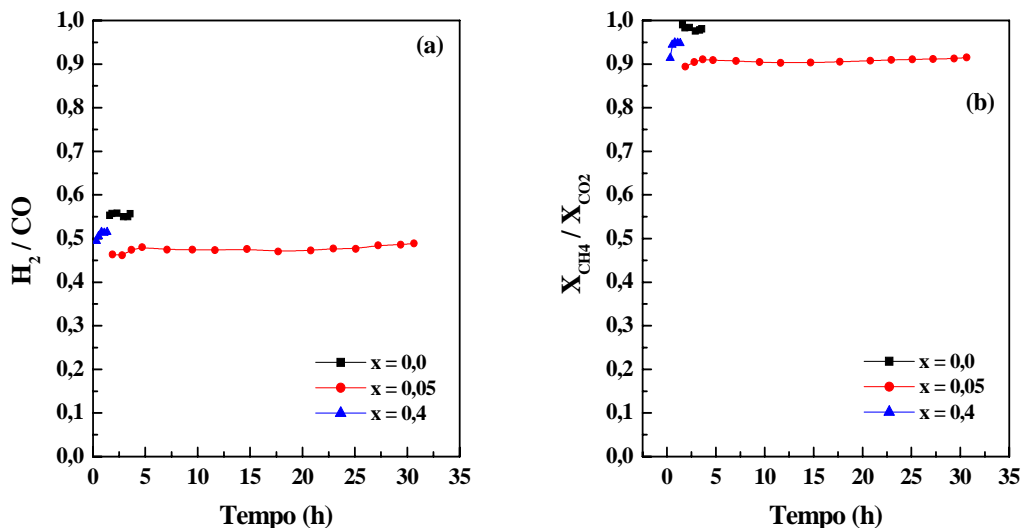 (a)
H2 / CO
1,0
0,9
0,8
0,7
0,6
0,5
0,4
0,3
0,2
0,1
0,0
x = 0,0
x = 0,05
x = 0,4
0 5 10 15 20 25 30 35
Tempo (h)
(b)
XCH4 / XCO2
1,0
0,9
0,8
0,7
0,6
0,5
0,4
0,3
0,2
0,1
0,0
x = 0,0
x = 0,05
x = 0,4
0 5 10 15 20 25 30 35
Tempo (h)